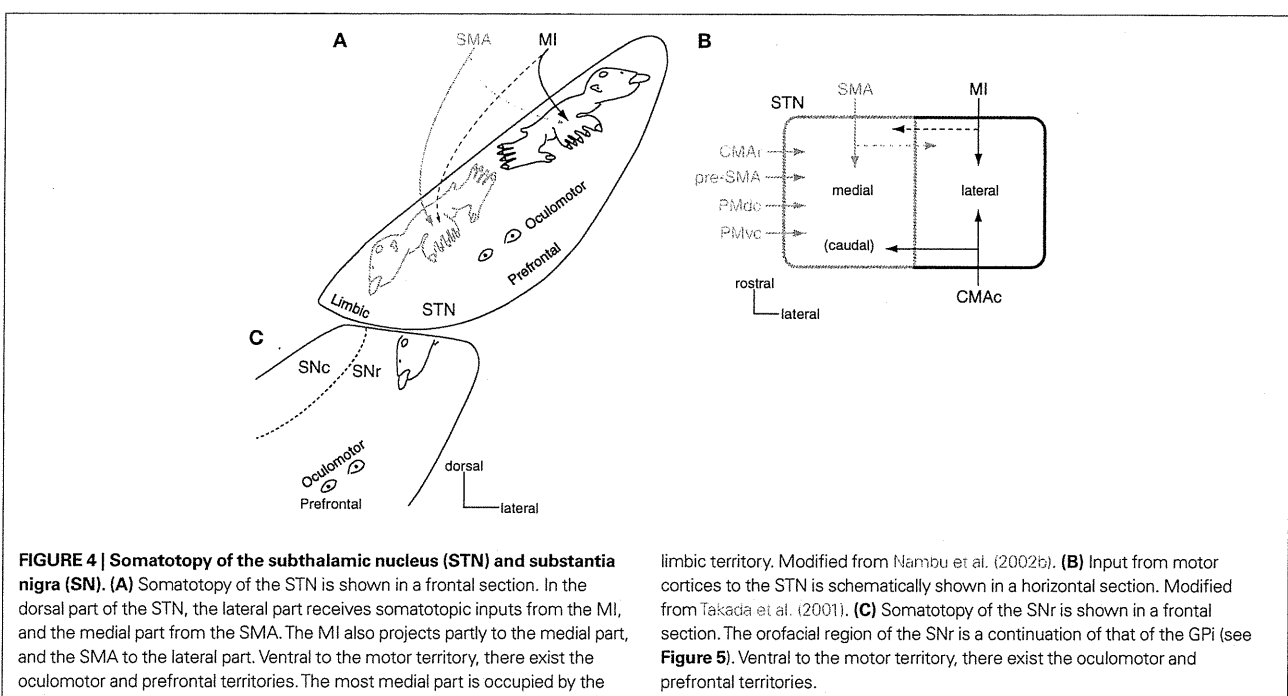 A
SMA
MI
Oculomotor
Prefrontal
Limbic
STN
B
STN
SMA
MI
CMAr
pre-SMA
PMdc
PMvc
medial
lateral
(caudal)
CMAc
rostral
lateral
C
SNc
SNr
Oculomotor
Prefrontal
dorsal
lateral
FIGURE 4 | Somatotopy of the subthalamic nucleus (STN) and substantia
nigra (SN). (A) Somatotopy of the STN is shown in a frontal section. In the
dorsal part of the STN, the lateral part receives somatotopic inputs from the MI,
and the medial part from the SMA. The MI also projects partly to the medial part,
and the SMA to the lateral part. Ventral to the motor territory, there exist the
oculomotor and prefrontal territories. The most medial part is occupied by the
limbic territory. Modified from Nambu et al. (2002b). (B) Input from motor
cortices to the STN is schematically shown in a horizontal section. Modified
from Takada et al. (2001). (C) Somatotopy of the SNr is shown in a frontal
section. The orofacial region of the SNr is a continuation of that of the GPi (see
Figure 5). Ventral to the motor territory, there exist the oculomotor and
prefrontal territories.